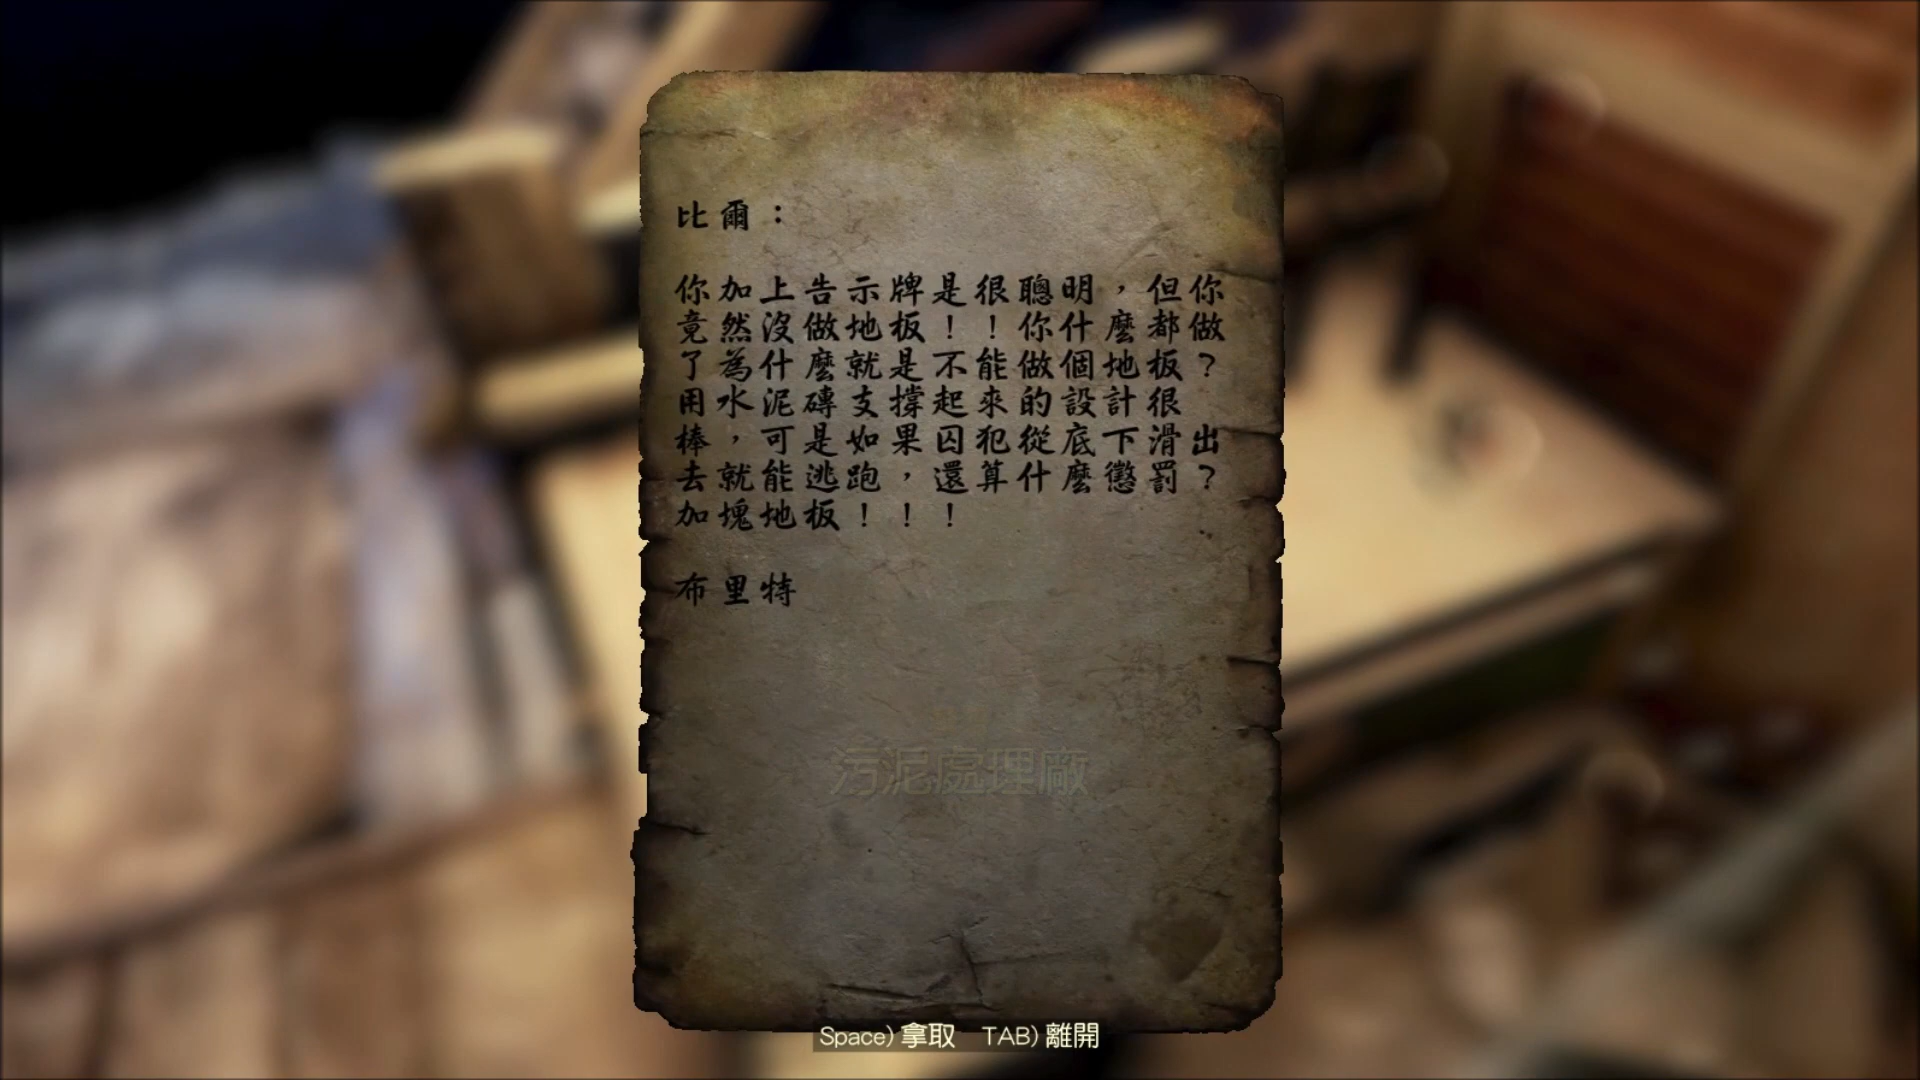 比爾：
你加上告示牌是很聰明，但你
竟然沒做地板！！你什麼都做
了為什麼就是不能做個地板？
用水泥磚支撐起來的設計很
棒，可是如果囚犯從底下滑出
去就能逃跑，還算什麼懲罰？
加塊地板！！！
布里特
污泥處理廠
Space) 拿取 TAB) 離開